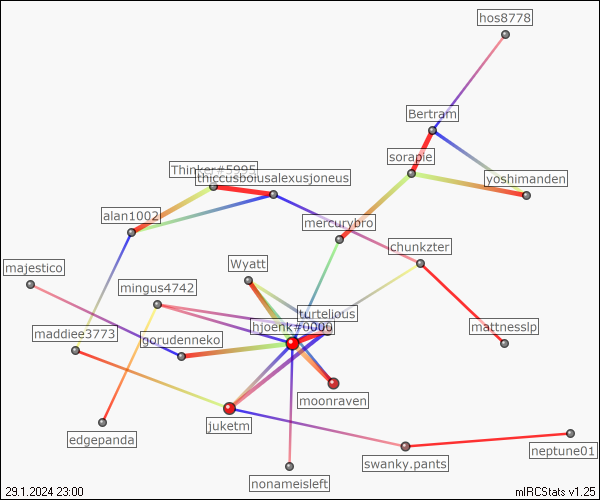 hos8778
Bertram
sorapie
Thinker#5995
thiccusboiusalexusjoneus
yoshimanden
alan1002
mercurybro
chunkzter
majestico
Wyatt
mingus4742
turtelious
hjoenk#0000
mattnesslp
maddiee3773
gorudenneko
moonraven
juketm
edgepanda
swanky.pants
neptune01
nonameisleft
29.1.2024 23:00
mIRCStats v1.25